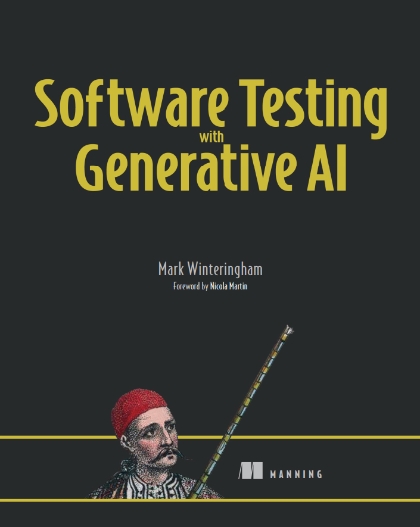 Software Testing
with
Generative AI
Mark Winteringham
Foreword by Nicola Martin
MANNING